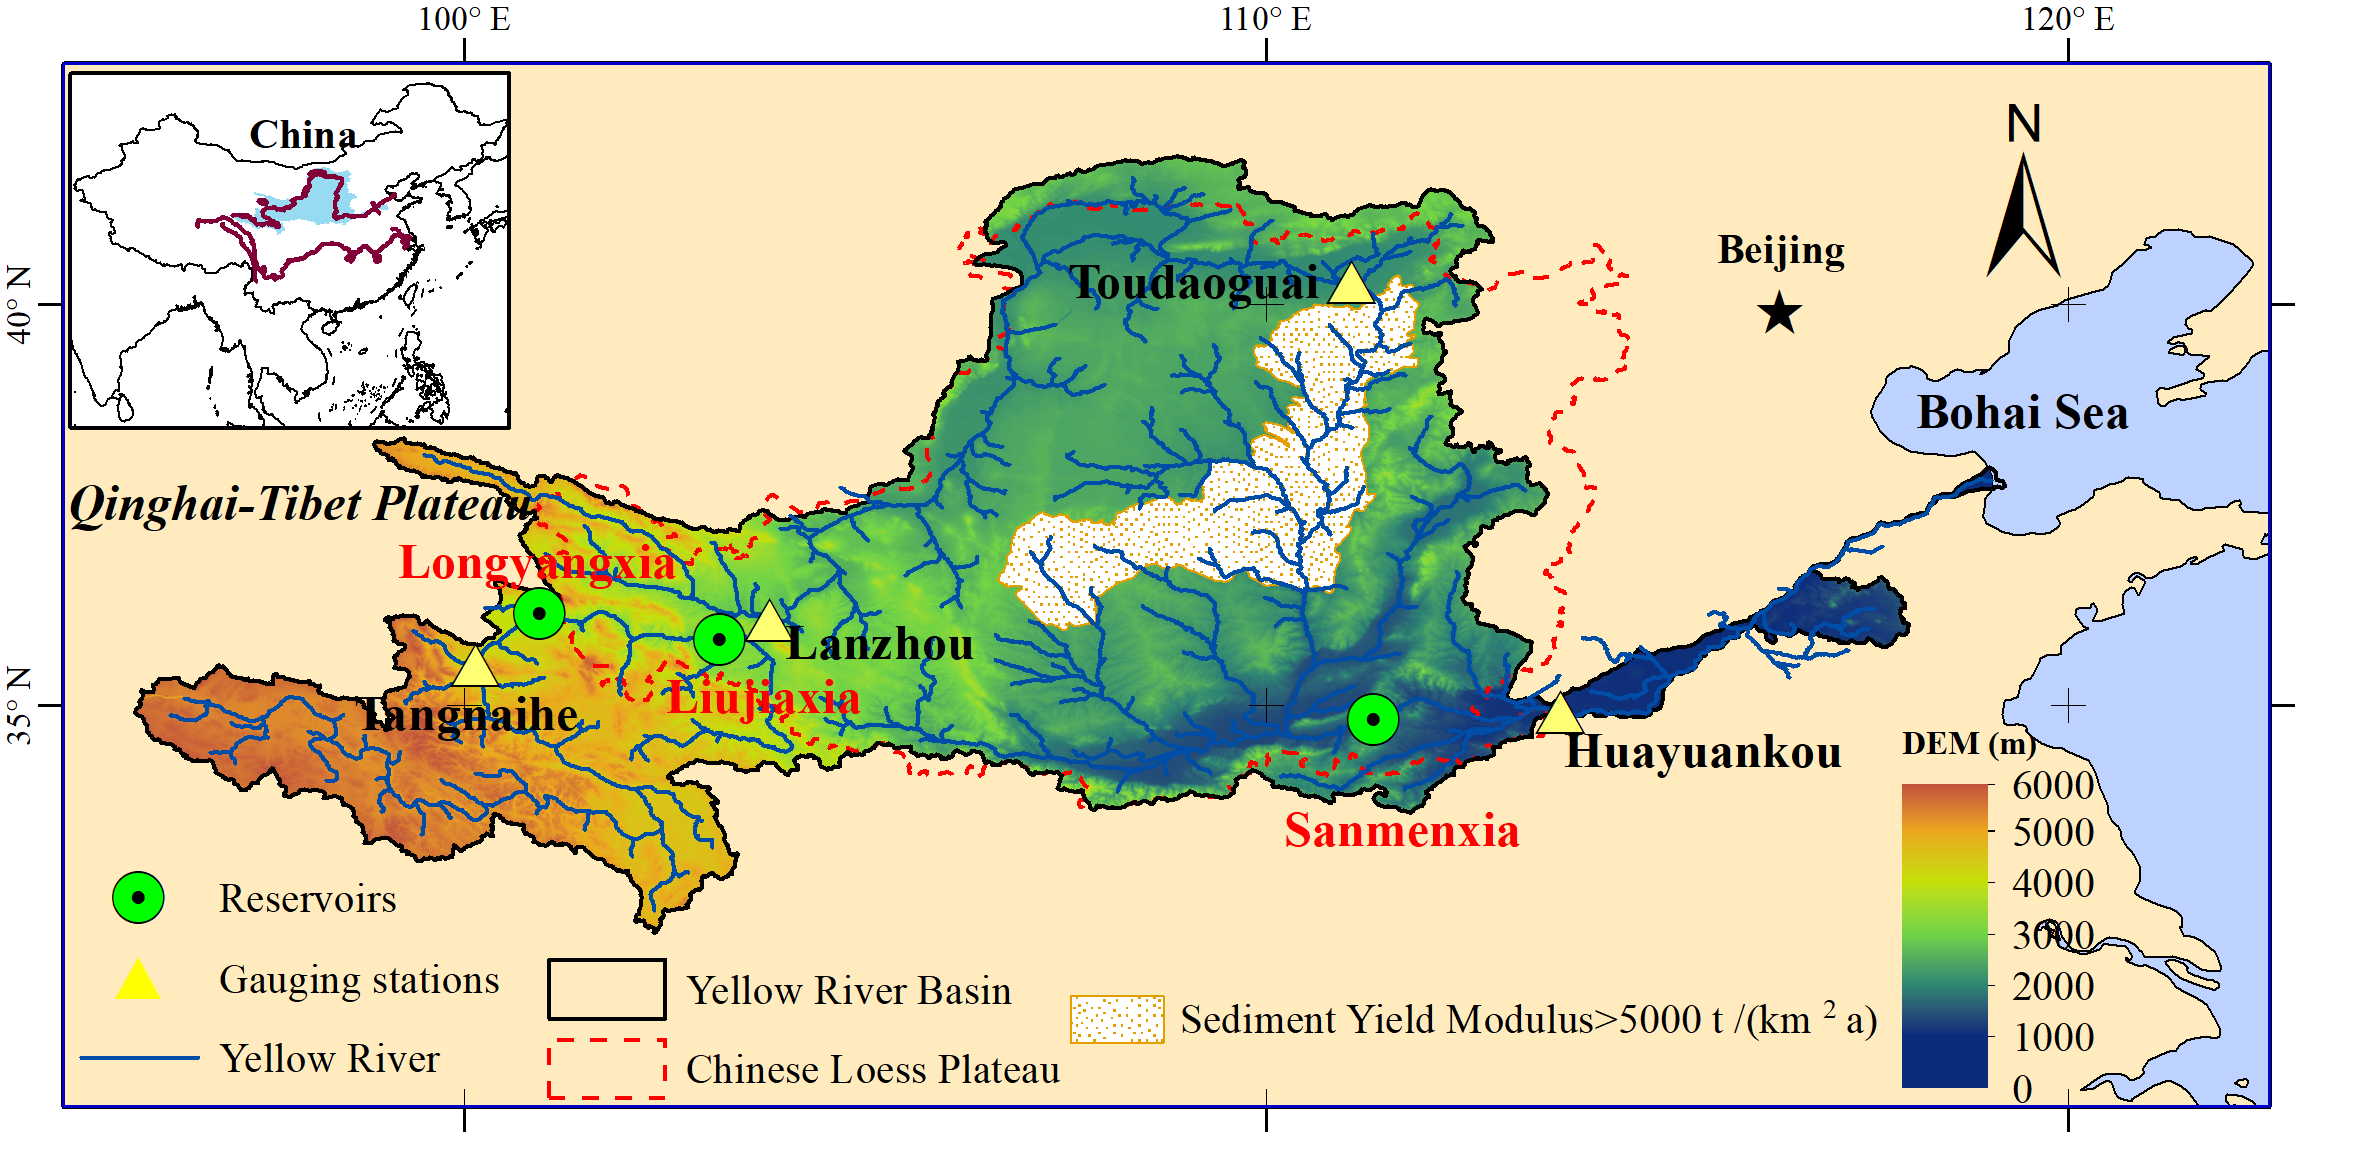 100° E
110° E
120° E
China
N
Beijing
40° N
Toudaoguai
Bohai Sea
Qinghai-Tibet Plateau
Longyangxia
Lanzhou
Liujiaxia
35° N
Tangnaihe
Huayuankou
Sanmenxia
DEM (m)
6000
5000
4000
3000
2000
1000
0
Reservoirs
Gauging stations
Yellow River
Yellow River Basin
Chinese Loess Plateau
Sediment Yield Modulus>5000 t /(km ² a)